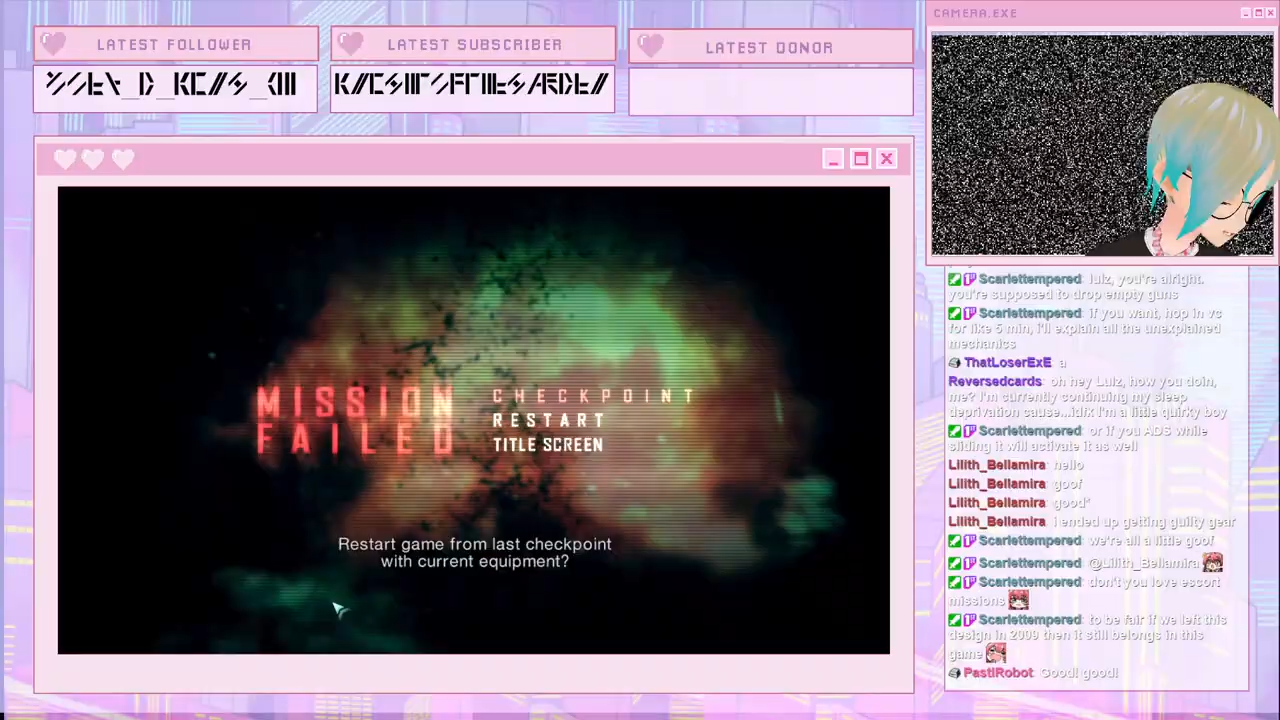 CAMERA.EXE
LATEST FOLLOWER
LATEST SUBSCRIBER
LATEST DONOR
MISSION
FAILED
CHECKPOINT
RESTART
TITLE SCREEN
Restart game from last checkpoint
with current equipment?
Scarlettempered lulz, you're alright.
you're supposed to drop empty guns
Scarlettempered if you want, hop in vc
for like 5 min, I'll explain all the unexplained
mechanics
ThatLoserExE a
Reversedcards oh hey Lulz, how you doin,
me? I'm currently continuing my sleep
deprivation cause...idfk I'm a little quirky boy
Scarlettempered or if you ADS while
sliding it will activate it as well
Lilith_Bellamira hello
Lilith_Bellamira goof
Lilith_Bellamira good*
Lilith_Bellamira i ended up getting guilty gear
Scarlettempered we're all a little goof
Scarlettempered @Lilith_Bellamira
Scarlettempered don't you love escort
missions
Scarlettempered to be fair if we left this
design in 2009 then it still belongs in this
game
PastiRobot Good! good!